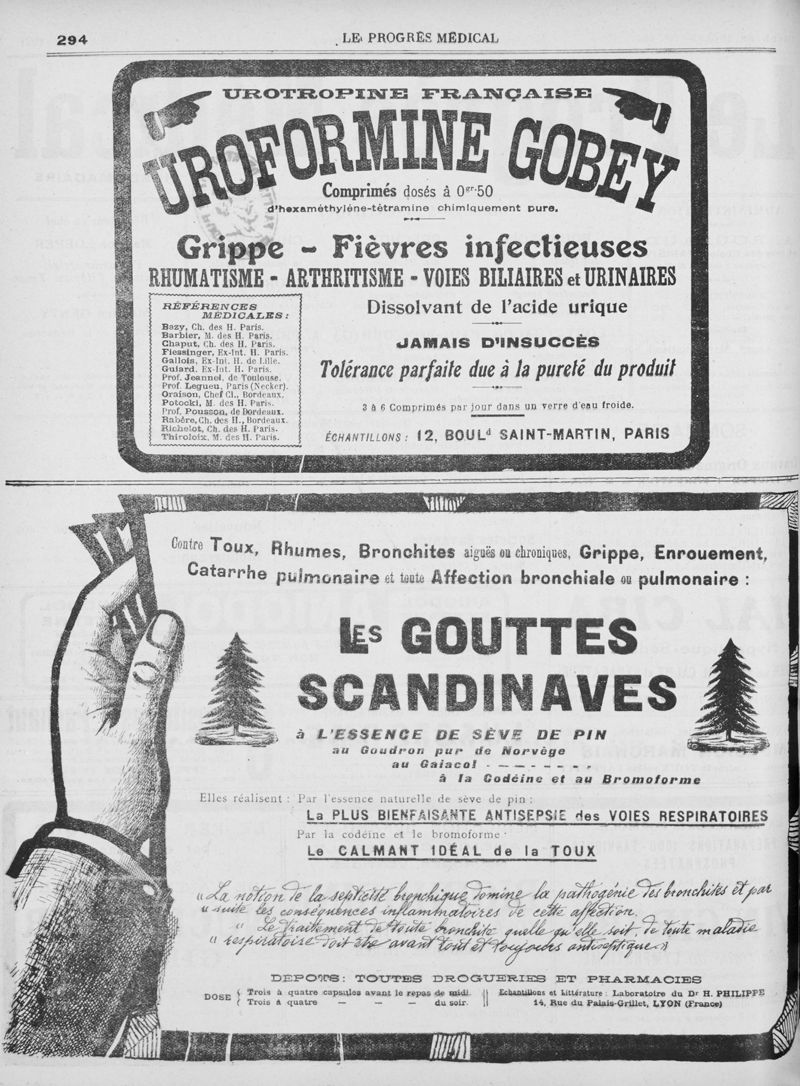 294
LE PROGRÈS MÉDICAL
UROTROPINE FRANÇAISE
UROFORMINE GOBEY
Comprimés dosés à 0gr·50
d'hexaméthylène-tétramine chimiquement pure.
Grippe - Fièvres infectieuses
RHUMATISME - ARTHRITISME - VOIES BILIAIRES et URINAIRES
RÉFÉRENCES
MÉDICALES:
Bazy, Ch. des H. Paris.
Barbier, M. des H. Paris.
Chaput, Ch. des H. Paris.
Fiessinger, Ex-Int. H. Paris.
Gallois, Ex-Int. H. de Lille.
Guiard, Ex-Int. H. Paris.
Prof. Jeannel, de Toulouse.
Prof. Legueu, Paris (Necker).
Oraison, Chef Cl., Bordeaux.
Potocki, M. des H. Paris.
Prof. Pousson, de Bordeaux.
Rabère, Ch. des H., Bordeaux.
Richelot, Ch. des H. Paris.
Thiroloix, M. des H. Paris.
Dissolvant de l'acide urique
JAMAIS D'INSUCCÈS
Tolérance parfaite due à la pureté du produit
3 à 6 Comprimés par jour dans un verre d'eau froide.
ÉCHANTILLONS: 12, BOULd SAINT-MARTIN, PARIS
Contre Toux, Rhumes, Bronchites aiguës ou chroniques, Grippe, Enrouement,
Catarrhe pulmonaire et toute Affection bronchiale ou pulmonaire :
LES GOUTTES
SCANDINAVES
à L'ESSENCE DE SÈVE DE PIN
au Goudron pur de Norvège
au Gaiacol - — - — - - - -
à la Codéine et au Bromoforme
Elles réalisent : Par l'essence naturelle de sève de pin :
La PLUS BIENFAISANTE ANTISEPSIE des VOIES RESPIRATOIRES
Par la codéine et le bromoforme :
Le CALMANT IDÉAL de la TOUX
« La notion de la septicité bronchique domine la pathogénie des bronchites et par
« suite les conséquences inflammatoires de cette affection.
« Le traitement de toute bronchite quelle qu'elle soit, de toute maladie
« respiratoire doit être avant tout et toujours antiseptique. »
DEPOTS: TOUTES DROGUERIES ET PHARMACIES
DOSE { Trois à quatre capsules avant le repas de midi.
Trois à quatre — — — du soir.
Echantillons et Littérature : Laboratoire du Dr H. PHILIPPE
14, Rue du Palais-Grillet, LYON (France)